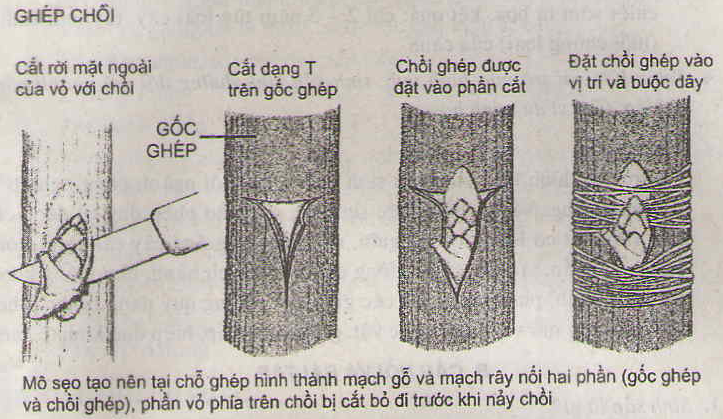 GHÉP CHỒI
Cắt rời mặt ngoài
của vỏ với chồi
Cắt dạng T
trên gốc ghép
Chồi ghép được
đặt vào phần cắt
Đặt chồi ghép vào
vị trí và buộc dây
GỐC
GHÉP
Mô sẹo tạo nên tại chỗ ghép hình thành mạch gỗ và mạch rây nối hai phần (gốc ghép
và chồi ghép), phần vỏ phía trên chồi bị cắt bỏ đi trước khi nảy chồi